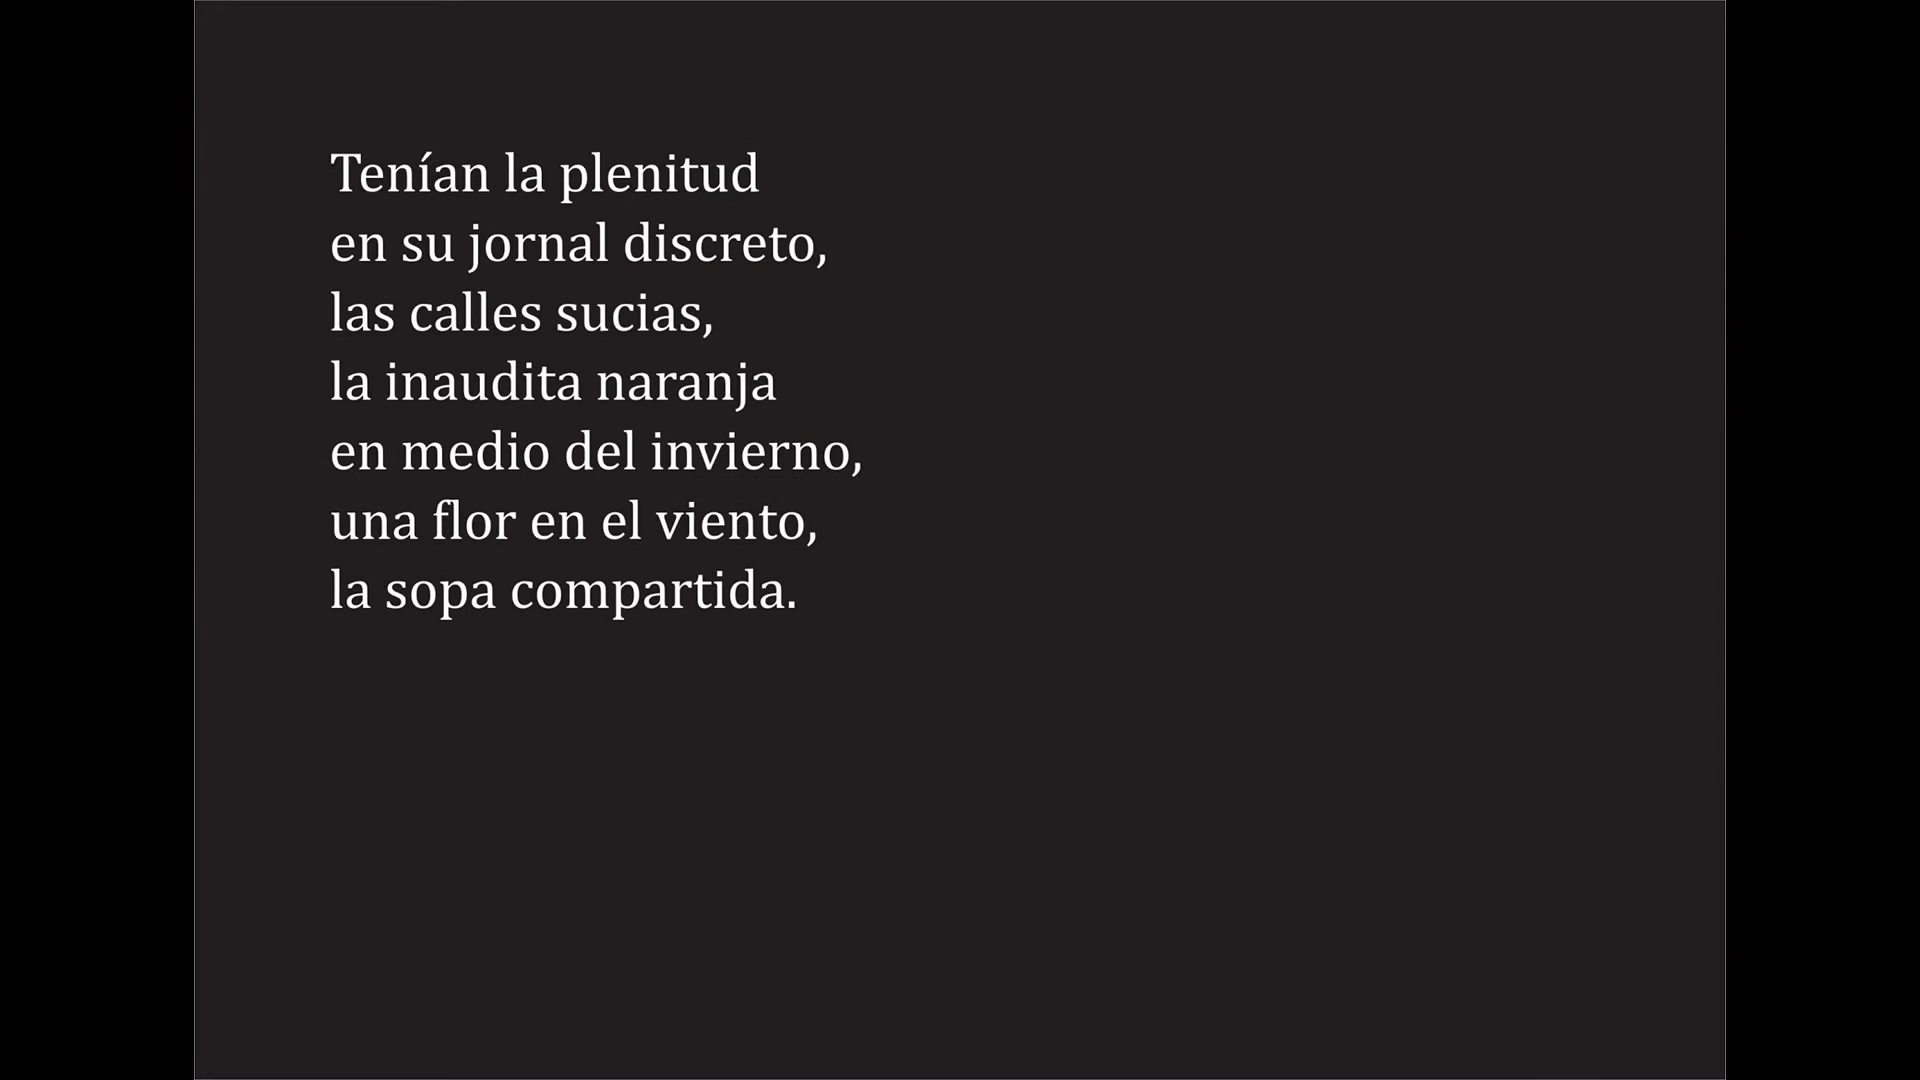 Tenían la plenitud
en su jornal discreto,
las calles sucias,
la inaudita naranja
en medio del invierno,
una flor en el viento,
la sopa compartida.